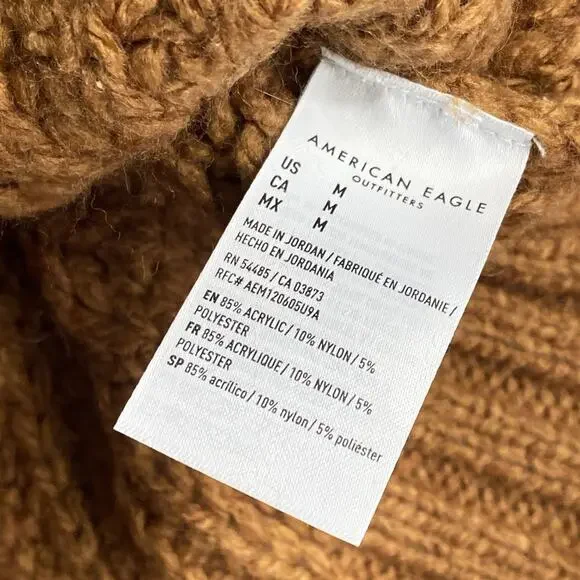 AMERICAN EAGLE
OUTFITTERS
US M
CA M
MX M
MADE IN JORDAN / FABRIQUÉ EN JORDANIE /
HECHO EN JORDANIA
RN 54485 / CA 03873
RFC# AEM120605U9A
EN 85% ACRYLIC / 10% NYLON / 5%
POLYESTER
FR 85% ACRYLIQUE / 10% NYLON / 5%
POLYESTER
SP 85% acrílico / 10% nylon / 5% poliéster